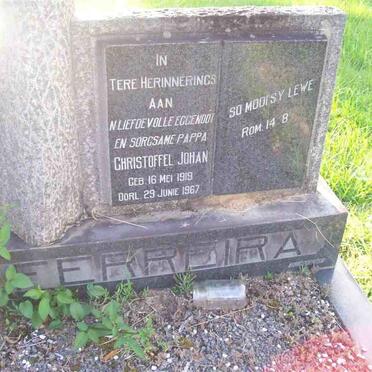 IN
TERE HERINNERINGS
AAN
N LIEFDEVOLLE EGGENOOT
EN SORGSAME PAPPA
CHRISTOFFEL JOHAN
GEB 16 MEI 1919
OORL 29 JUNIE 1967
SO MOOI SY LEWE
ROM. 14 8
FERREIRA